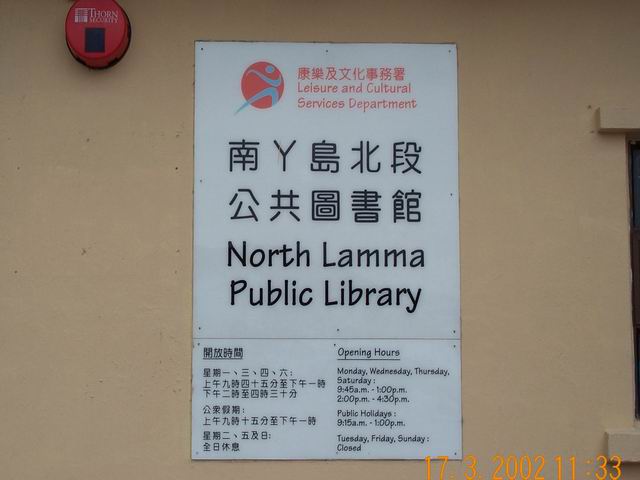 THORN
SECURITY
康樂及文化事務署
Leisure and Cultural
Services Department
南丫島北段
公共圖書館
North Lamma
Public Library
開放時間
星期一、三、四、六：
上午九時四十五分至下午一時
下午二時至四時三十分
公眾假期：
上午九時十五分至下午一時
星期二、五及日：
全日休息
Opening Hours
Monday, Wednesday, Thursday,
Saturday :
9:45a.m. - 1:00p.m.
2:00p.m. - 4:30p.m.
Public Holidays :
9:15a.m. - 1:00p.m.
Tuesday, Friday, Sunday :
Closed
17. 3. 2002 11:33